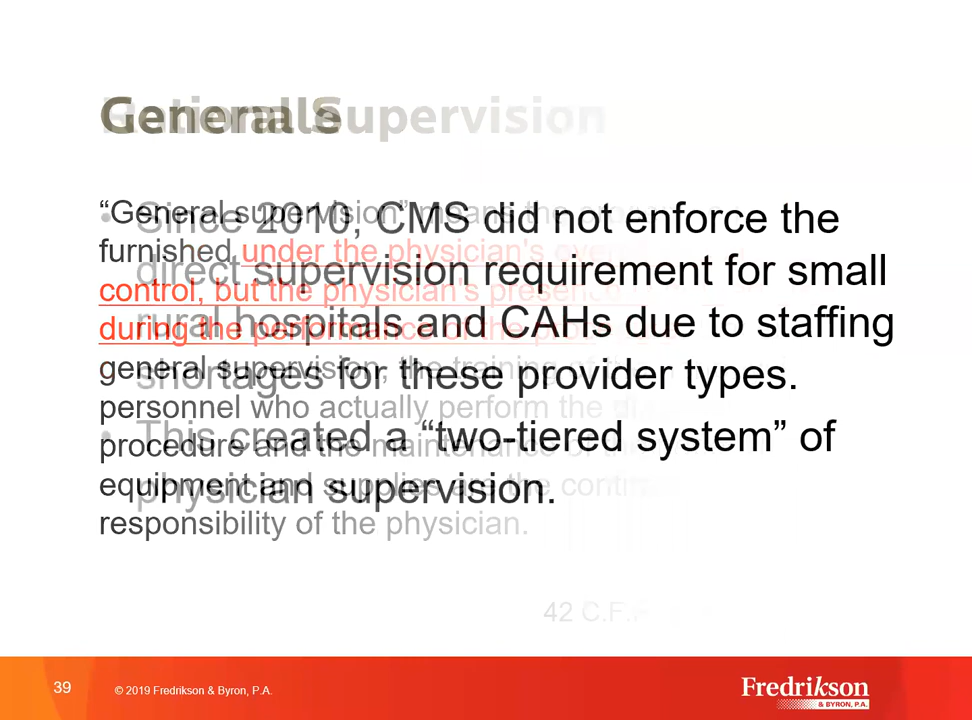 General Supervision
“General supervision” means the
furnished under the physician's overall
control, but the physician's presence
during the performance of the
general supervision, the training of
personnel who actually perform the
procedure and the maintenance of the
equipment and supplies are the
responsibility of the physician.
42 C.F.R.
• Since 2010, CMS did not enforce the
direct supervision requirement for small
rural hospitals and CAHs due to staffing
shortages for these provider types.
• This created a “two-tiered system” of
physician supervision.
39
© 2019 Fredrikson & Byron, P.A.
Fredrikson
& BYRON, P.A.